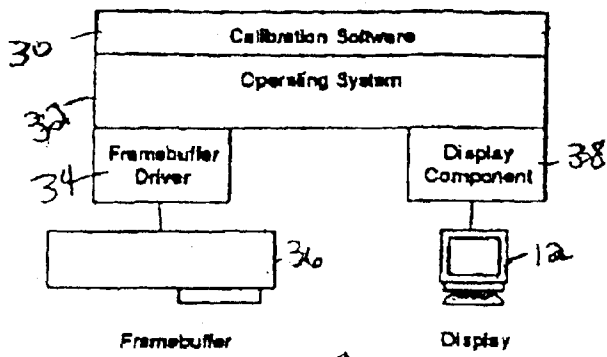 30
Calibration Software
Operating System
32
34
Framebuffer
Driver
Display
Component
38
36
12
Framebuffer
Display